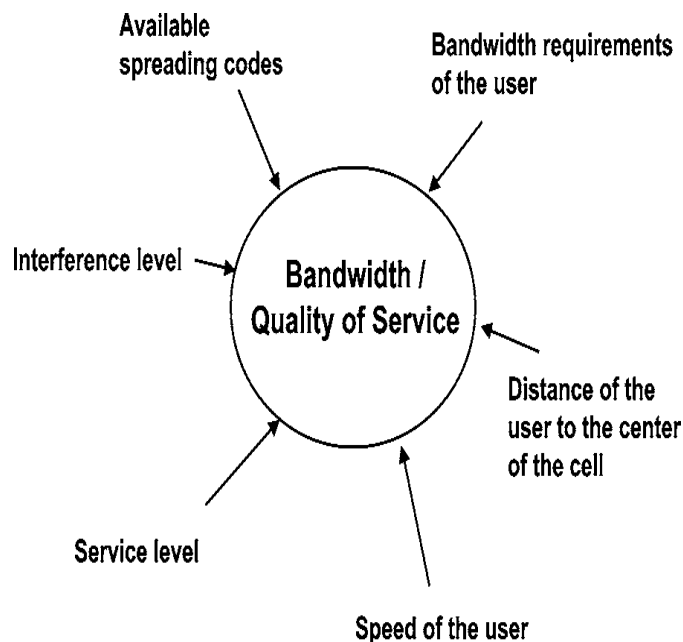 Available
spreading codes
Bandwidth requirements
of the user
Interference level
Bandwidth /
Quality of Service
Distance of the
user to the center
of the cell
Service level
Speed of the user